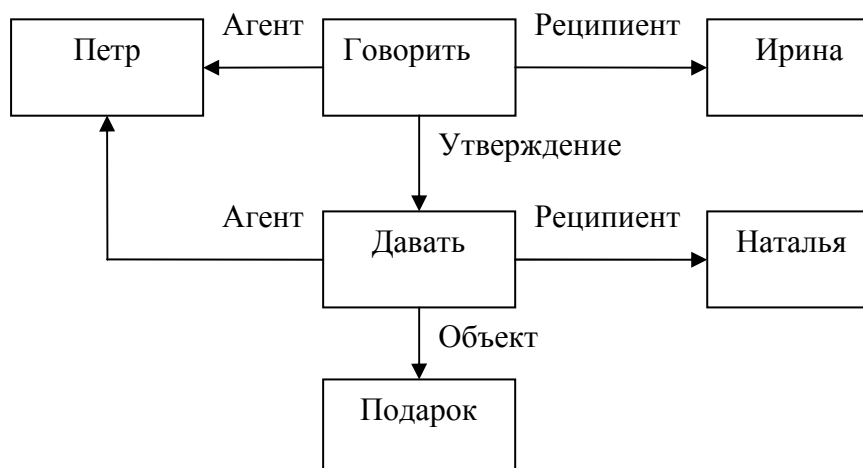 Агент
Реципиент
Петр
Говорить
Ирина
Утверждение
Агент
Реципиент
Давать
Наталья
Объект
Подарок